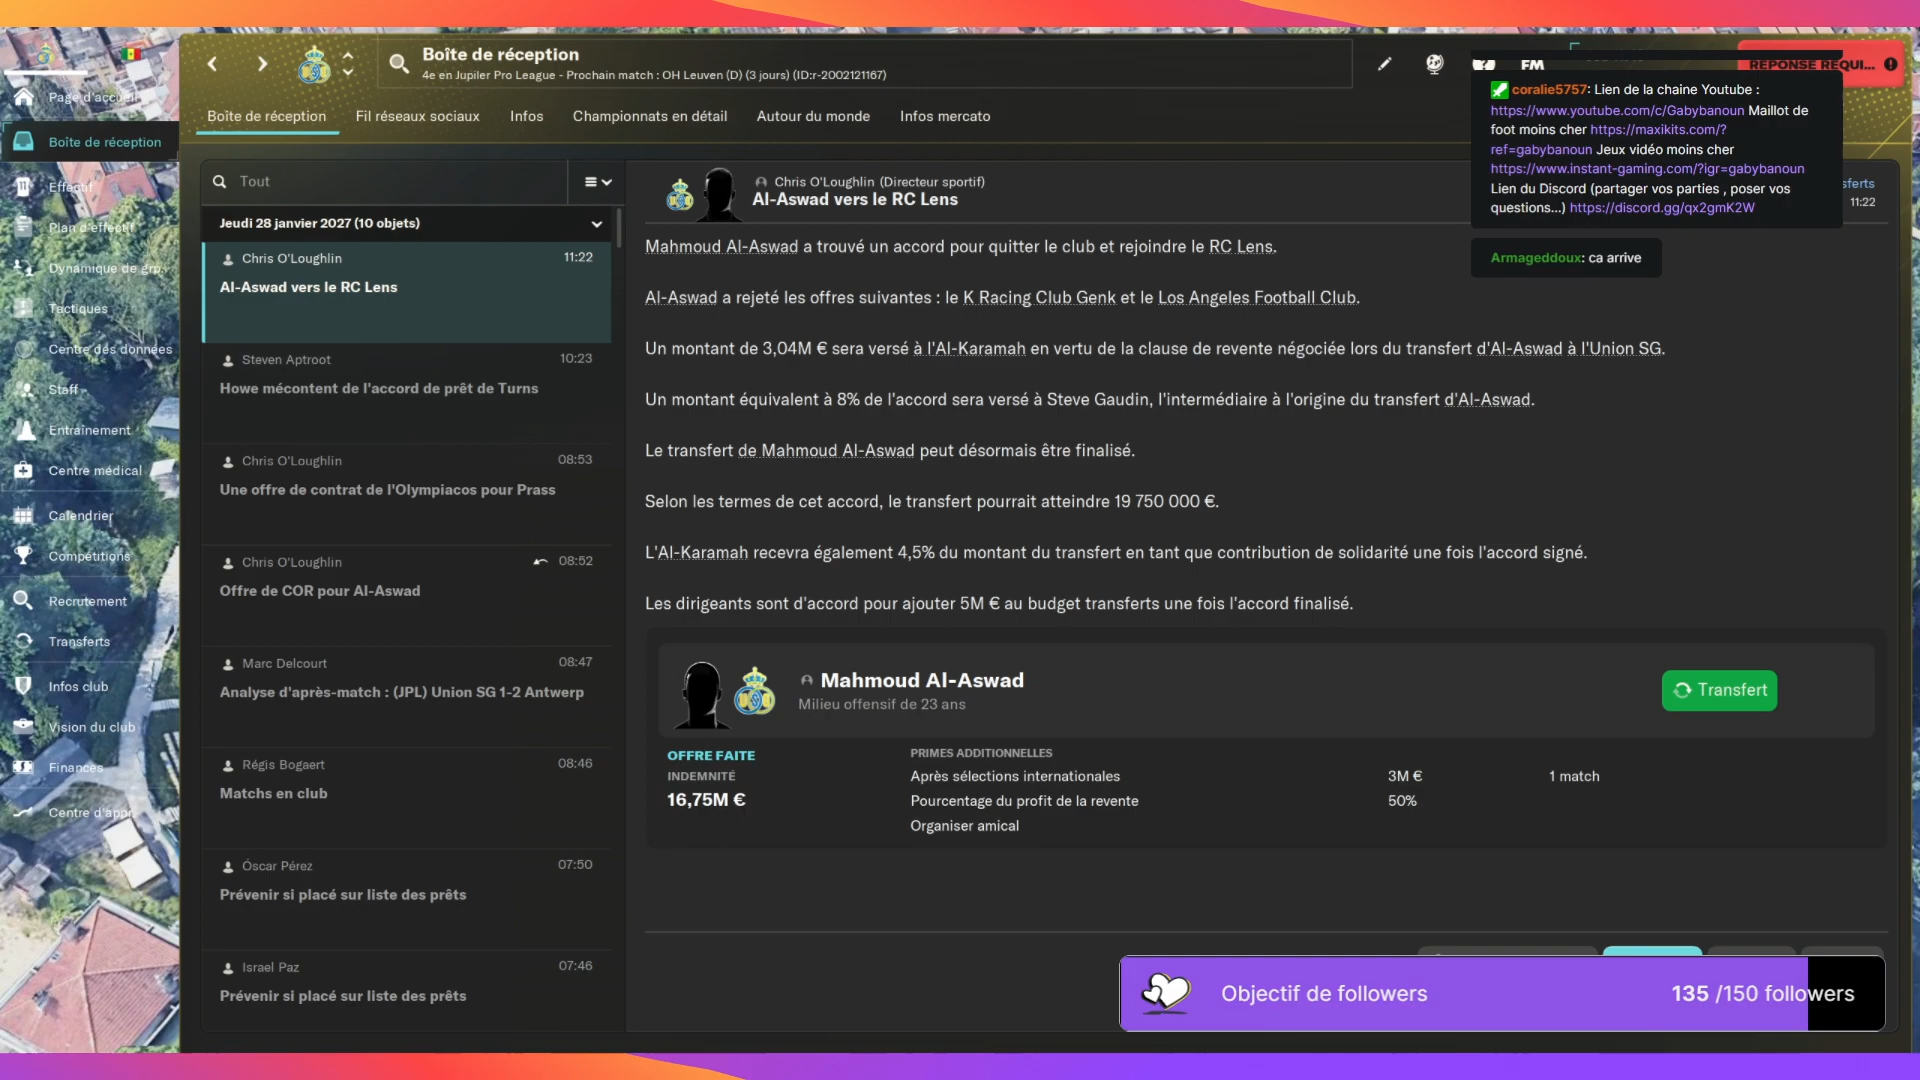 Boîte de réception
4e en Jupiler Pro League - Prochain match : OH Leuven (D) (3 jours) (ID:r-2002121167)
FM
REPONSE REQUI...
Boîte de réception
Fil réseaux sociaux
Infos
Championnats en détail
Autour du monde
Infos mercato
coralie5757: Lien de la chaine Youtube :
https://www.youtube.com/c/Gabybanoun Maillot de
foot moins cher https://maxikits.com/?
ref=gabybanoun Jeux vidéo moins cher
https://www.instant-gaming.com/?igr=gabybanoun
Lien du Discord (partager vos parties , poser vos
questions...) https://discord.gg/qx2gmK2W
Armageddoux: ca arrive
Page d'accueil
Boîte de réception
Effectif
Plan d'effectif
Dynamique de grp.
Tactiques
Centre des données
Staff
Entraînement
Centre médical
Calendrier
Compétitions
Recrutement
Transferts
Infos club
Vision du club
Finances
Centre d'appr.
Tout
Jeudi 28 janvier 2027 (10 objets)
Chris O'Loughlin 11:22
Al-Aswad vers le RC Lens
Steven Aptroot 10:23
Howe mécontent de l'accord de prêt de Turns
Chris O'Loughlin 08:53
Une offre de contrat de l'Olympiacos pour Prass
Chris O'Loughlin 08:52
Offre de COR pour Al-Aswad
Marc Delcourt 08:47
Analyse d'après-match : (JPL) Union SG 1-2 Antwerp
Régis Bogaert 08:46
Matchs en club
Óscar Pérez 07:50
Prévenir si placé sur liste des prêts
Israel Paz 07:46
Prévenir si placé sur liste des prêts
Chris O'Loughlin (Directeur sportif)
Al-Aswad vers le RC Lens
sferts
11:22
Mahmoud Al-Aswad a trouvé un accord pour quitter le club et rejoindre le RC Lens.
Al-Aswad a rejeté les offres suivantes : le K Racing Club Genk et le Los Angeles Football Club.
Un montant de 3,04M € sera versé à l'Al-Karamah en vertu de la clause de revente négociée lors du transfert d'Al-Aswad à l'Union SG.
Un montant équivalent à 8% de l'accord sera versé à Steve Gaudin, l'intermédiaire à l'origine du transfert d'Al-Aswad.
Le transfert de Mahmoud Al-Aswad peut désormais être finalisé.
Selon les termes de cet accord, le transfert pourrait atteindre 19 750 000 €.
L'Al-Karamah recevra également 4,5% du montant du transfert en tant que contribution de solidarité une fois l'accord signé.
Les dirigeants sont d'accord pour ajouter 5M € au budget transferts une fois l'accord finalisé.
Mahmoud Al-Aswad
Milieu offensif de 23 ans
Transfert
OFFRE FAITE
INDEMNITÉ
16,75M €
PRIMES ADDITIONNELLES
Après sélections internationales 3M € 1 match
Pourcentage du profit de la revente 50%
Organiser amical
Objectif de followers 135 /150 followers